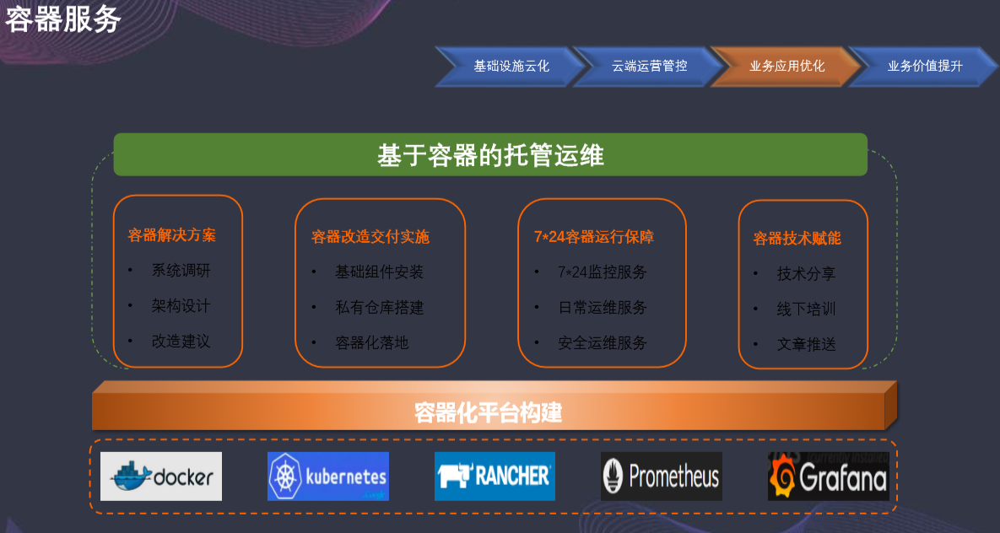 容器服务
基础设施云化
云端运营管控
业务应用优化
业务价值提升
基于容器的托管运维
容器解决方案
• 系统调研
• 架构设计
• 改造建议
容器改造交付实施
• 基础组件安装
• 私有仓库搭建
• 容器化落地
7*24容器运行保障
• 7*24监控服务
• 日常运维服务
• 安全运维服务
容器技术赋能
• 技术分享
• 线下培训
• 文章推送
容器化平台构建
docker
kubernetes
Google
RANCHER
Prometheus
Grafana